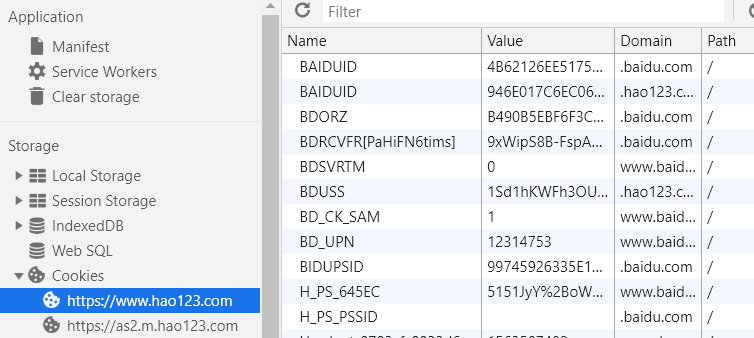 Application
Manifest
Service Workers
Clear storage
Storage
Local Storage
Session Storage
IndexedDB
Web SQL
Cookies
https://www.hao123.com
https://as2.m.hao123.com
Filter
Name Value Domain Path
BAIDUID 4B62126EE5175... .baidu.com /
BAIDUID 946E017C6EC06... .hao123.c... /
BDORZ B490B5EBF6F3C... .baidu.com /
BDRCVFR[PaHiFN6tims] 9xWipS8B-FspA... .baidu.com /
BDSVRTM 0 www.baid... /
BDUSS 1Sd1hKWFh3OU... .hao123.c... /
BD_CK_SAM 1 www.baid... /
BD_UPN 12314753 www.baid... /
BIDUPSID 99745926335E1... .baidu.com /
H_PS_645EC 5151JyY%2BoW... www.baid... /
H_PS_PSSID .baidu.com /